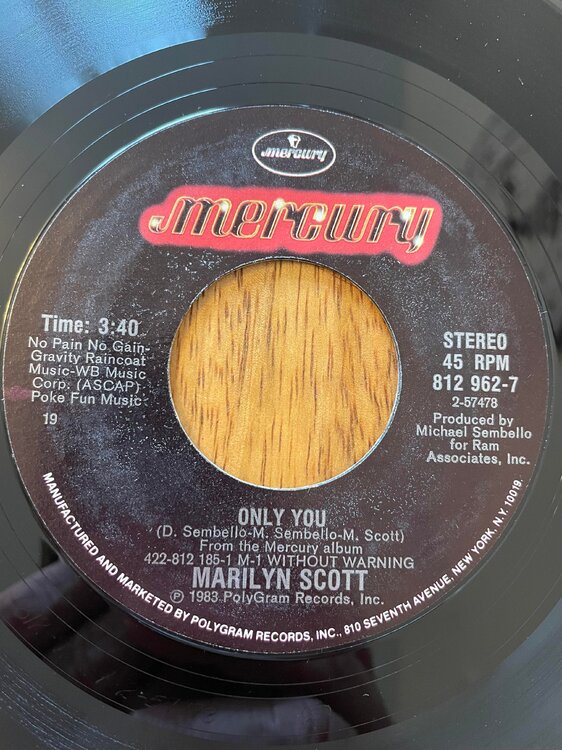 mercury
mercury
Time: 3:40
No Pain No Gain-
Gravity Raincoat
Music-WB Music
Corp. (ASCAP)
Poke Fun Music
19
STEREO
45 RPM
812 962-7
2-57478
Produced by
Michael Sembello
for Ram
Associates, Inc.
ONLY YOU
(D. Sembello-M. Sembello-M. Scott)
From the Mercury album
422-812 185-1 M-1 WITHOUT WARNING
MARILYN SCOTT
℗ 1983 PolyGram Records, Inc.
MANUFACTURED AND MARKETED BY POLYGRAM RECORDS, INC., 810 SEVENTH AVENUE, NEW YORK, N.Y. 10019.